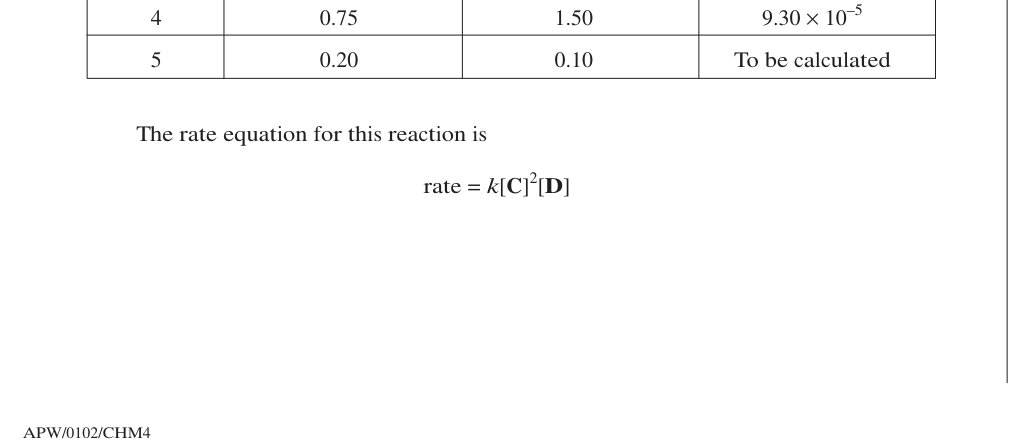 4 0.75 1.50 9.30 × 10⁻⁵
5 0.20 0.10 To be calculated
The rate equation for this reaction is
rate = k[C]²[D]
APW/0102/CHM4